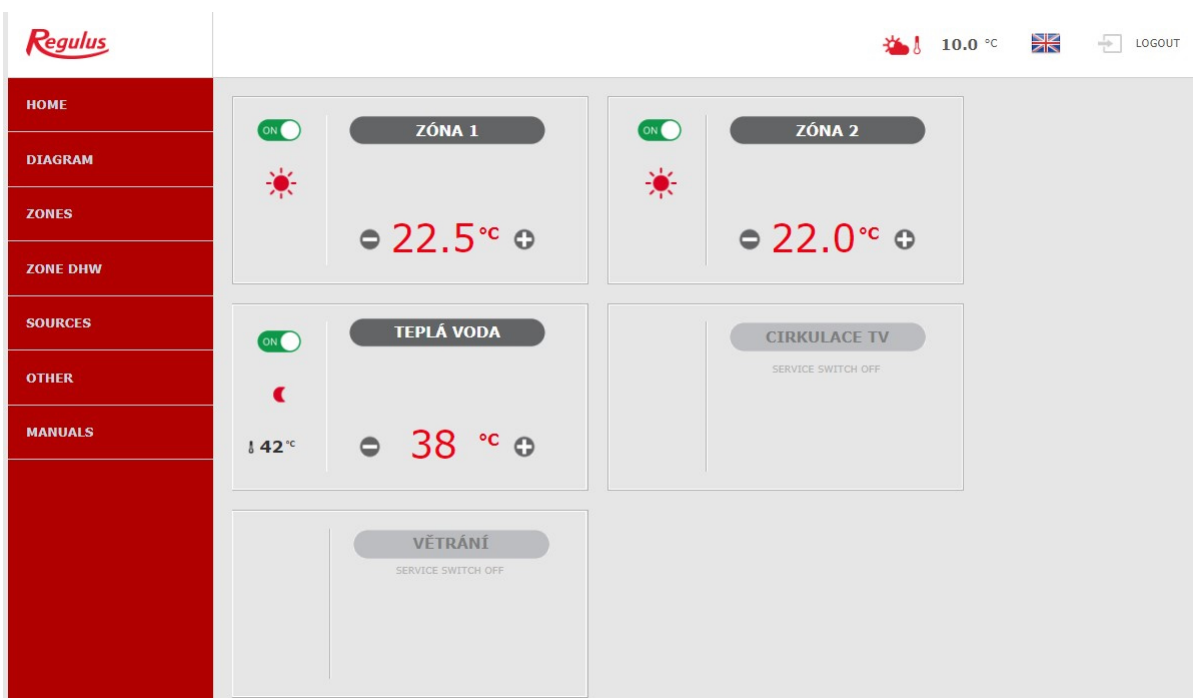 Regulus
10.0 °C
LOGOUT
HOME
DIAGRAM
ZONES
ZONE DHW
SOURCES
OTHER
MANUALS
ON
ZÓNA 1
22.5°C
ON
ZÓNA 2
22.0°C
ON
TEPLÁ VODA
42°C
38 °C
CIRKULACE TV
SERVICE SWITCH OFF
VĚTRÁNÍ
SERVICE SWITCH OFF